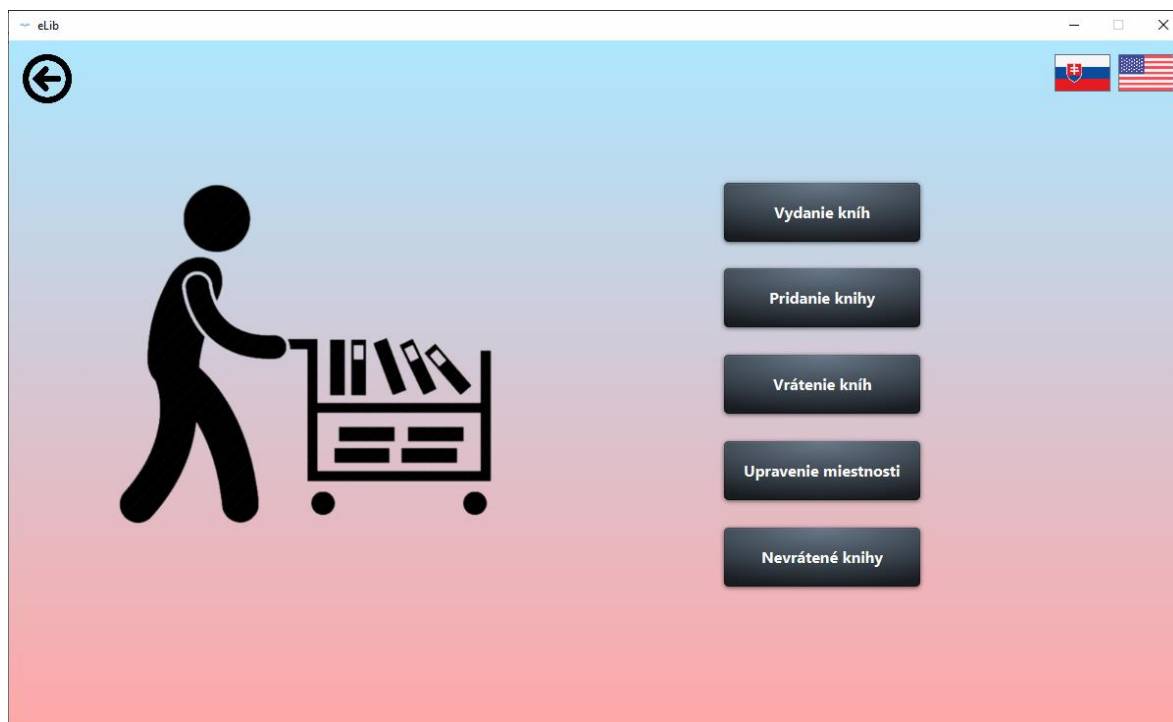 eLib
Vydanie kníh
Pridanie knihy
Vrátenie kníh
Upravenie miestnosti
Nevrátené knihy